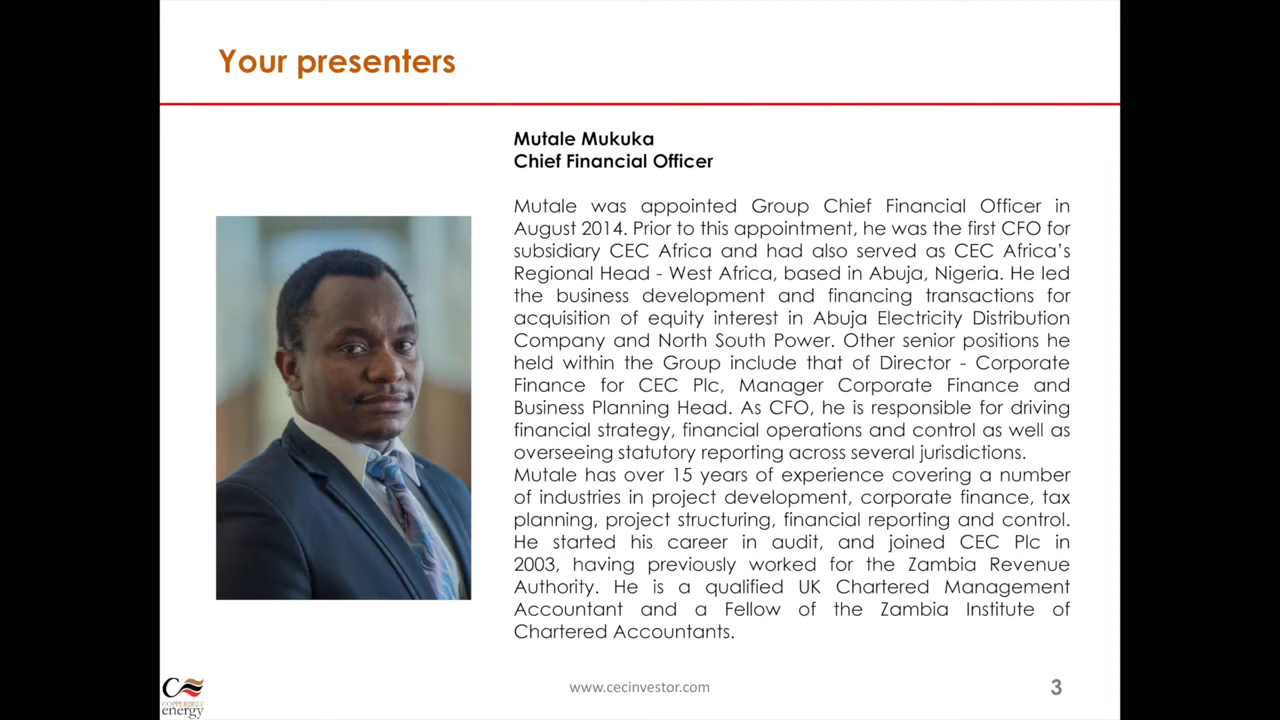 Your presenters
Mutale Mukuka
Chief Financial Officer
Mutale was appointed Group Chief Financial Officer in
August 2014. Prior to this appointment, he was the first CFO for
subsidiary CEC Africa and had also served as CEC Africa’s
Regional Head - West Africa, based in Abuja, Nigeria. He led
the business development and financing transactions for
acquisition of equity interest in Abuja Electricity Distribution
Company and North South Power. Other senior positions he
held within the Group include that of Director - Corporate
Finance for CEC Plc, Manager Corporate Finance and
Business Planning Head. As CFO, he is responsible for driving
financial strategy, financial operations and control as well as
overseeing statutory reporting across several jurisdictions.
Mutale has over 15 years of experience covering a number
of industries in project development, corporate finance, tax
planning, project structuring, financial reporting and control.
He started his career in audit, and joined CEC Plc in
2003, having previously worked for the Zambia Revenue
Authority. He is a qualified UK Chartered Management
Accountant and a Fellow of the Zambia Institute of
Chartered Accountants.
COPPERBELT
energy
www.cecinvestor.com
3